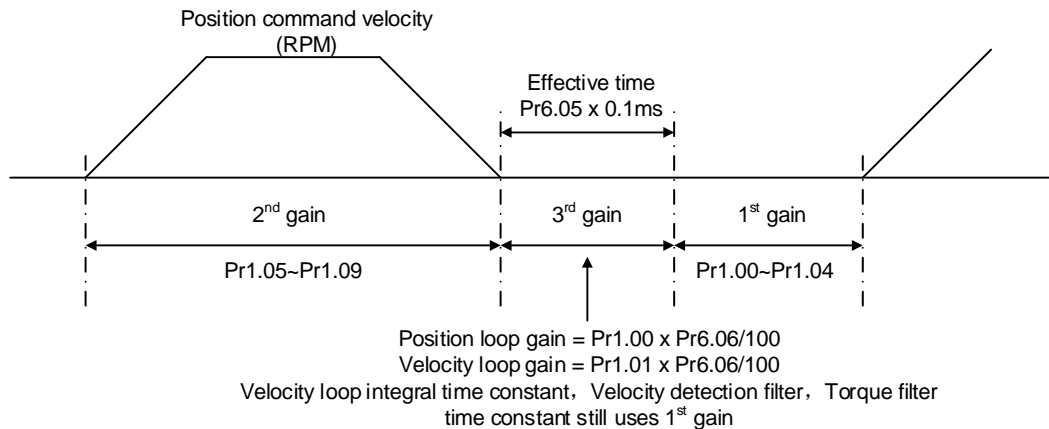 Position command velocity
(RPM)
Effective time
Pr6.05 x 0.1ms
2nd gain
3rd gain
1st gain
Pr1.05~Pr1.09
Pr1.00~Pr1.04
Position loop gain = Pr1.00 x Pr6.06/100
Velocity loop gain = Pr1.01 x Pr6.06/100
Velocity loop integral time constant，Velocity detection filter，Torque filter
time constant still uses 1st gain